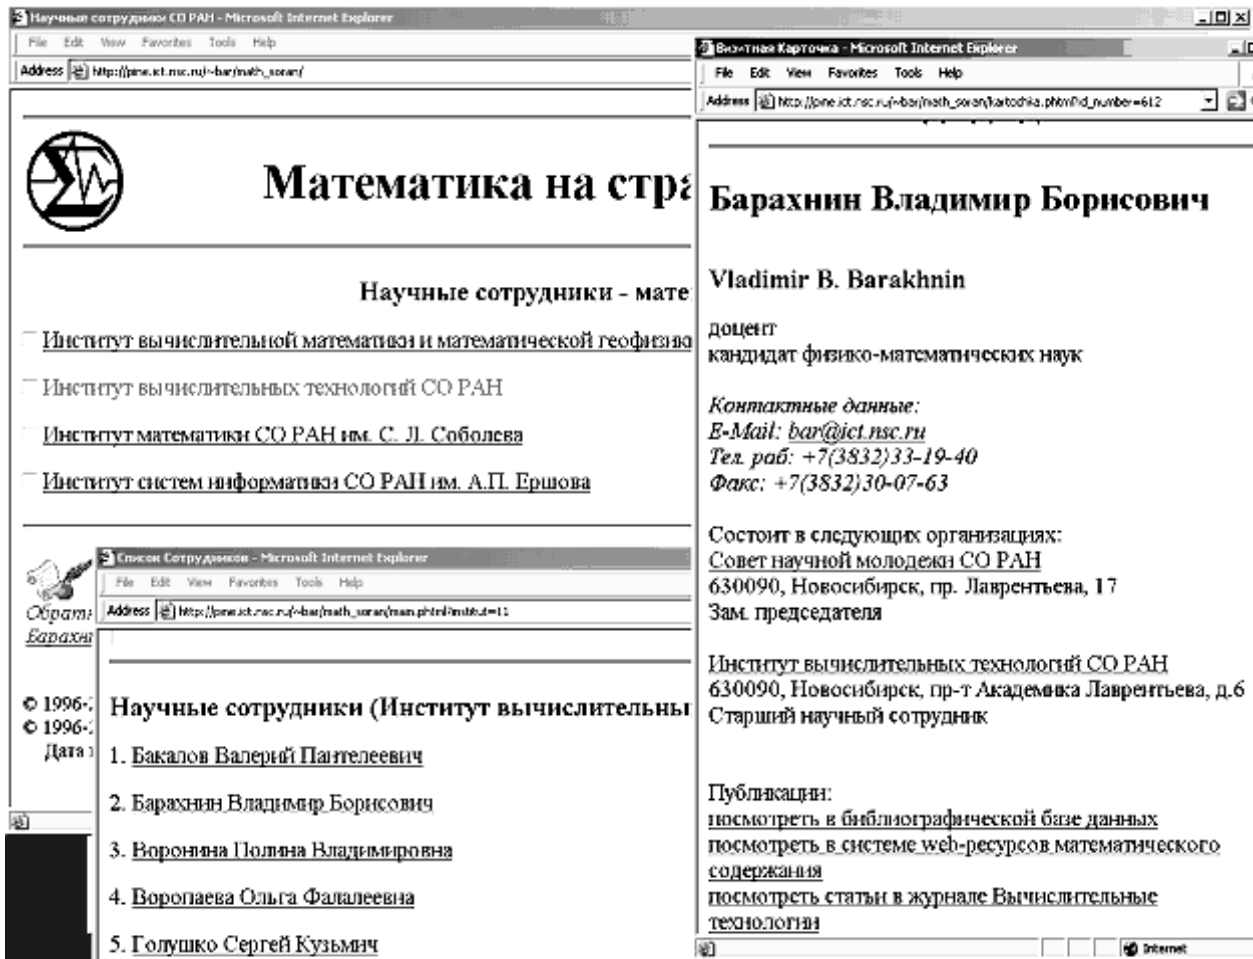 Научные сотрудники СО РАН - Microsoft Internet Explorer
File Edit View Favorites Tools Help
Address http://pine.ict.nsc.ru/~bar/math_soran/
Математика на стра
Научные сотрудники - мате
Институт вычислительной математики и математической геофизики
Институт вычислительных технологий СО РАН
Институт математики СО РАН им. С. Л. Соболева
Институт систем информатики СО РАН им. А.П. Ершова
Обратн
Барахни
© 1996-
© 1996-
Дата
Список Сотрудников - Microsoft Internet Explorer
File Edit View Favorites Tools Help
Address http://pine.ict.nsc.ru/~bar/math_soran/main.phtml?institut=11
Научные сотрудники (Институт вычислительны
1. Бакалов Валерий Пантелеевич
2. Барахнин Владимир Борисович
3. Воронина Полина Владимировна
4. Воропаева Ольга Фалалеевна
5. Голушко Сергей Кузьмич
Визитная Карточка - Microsoft Internet Explorer
File Edit View Favorites Tools Help
Address http://pine.ict.nsc.ru/~bar/math_soran/kartochka.phtml?id_number=612
Барахнин Владимир Борисович
Vladimir B. Barakhnin
доцент
кандидат физико-математических наук
Контактные данные:
E-Mail: bar@ict.nsc.ru
Тел. раб: +7(3832)33-19-40
Факс: +7(3832)30-07-63
Состоит в следующих организациях:
Совет научной молодежи СО РАН
630090, Новосибирск, пр. Лаврентьева, 17
Зам. председателя
Институт вычислительных технологий СО РАН
630090, Новосибирск, пр-т Академика Лаврентьева, д.6
Старший научный сотрудник
Публикации:
посмотреть в библиографической базе данных
посмотреть в системе web-ресурсов математического
содержания
посмотреть статьи в журнале Вычислительные
технологии
Internet